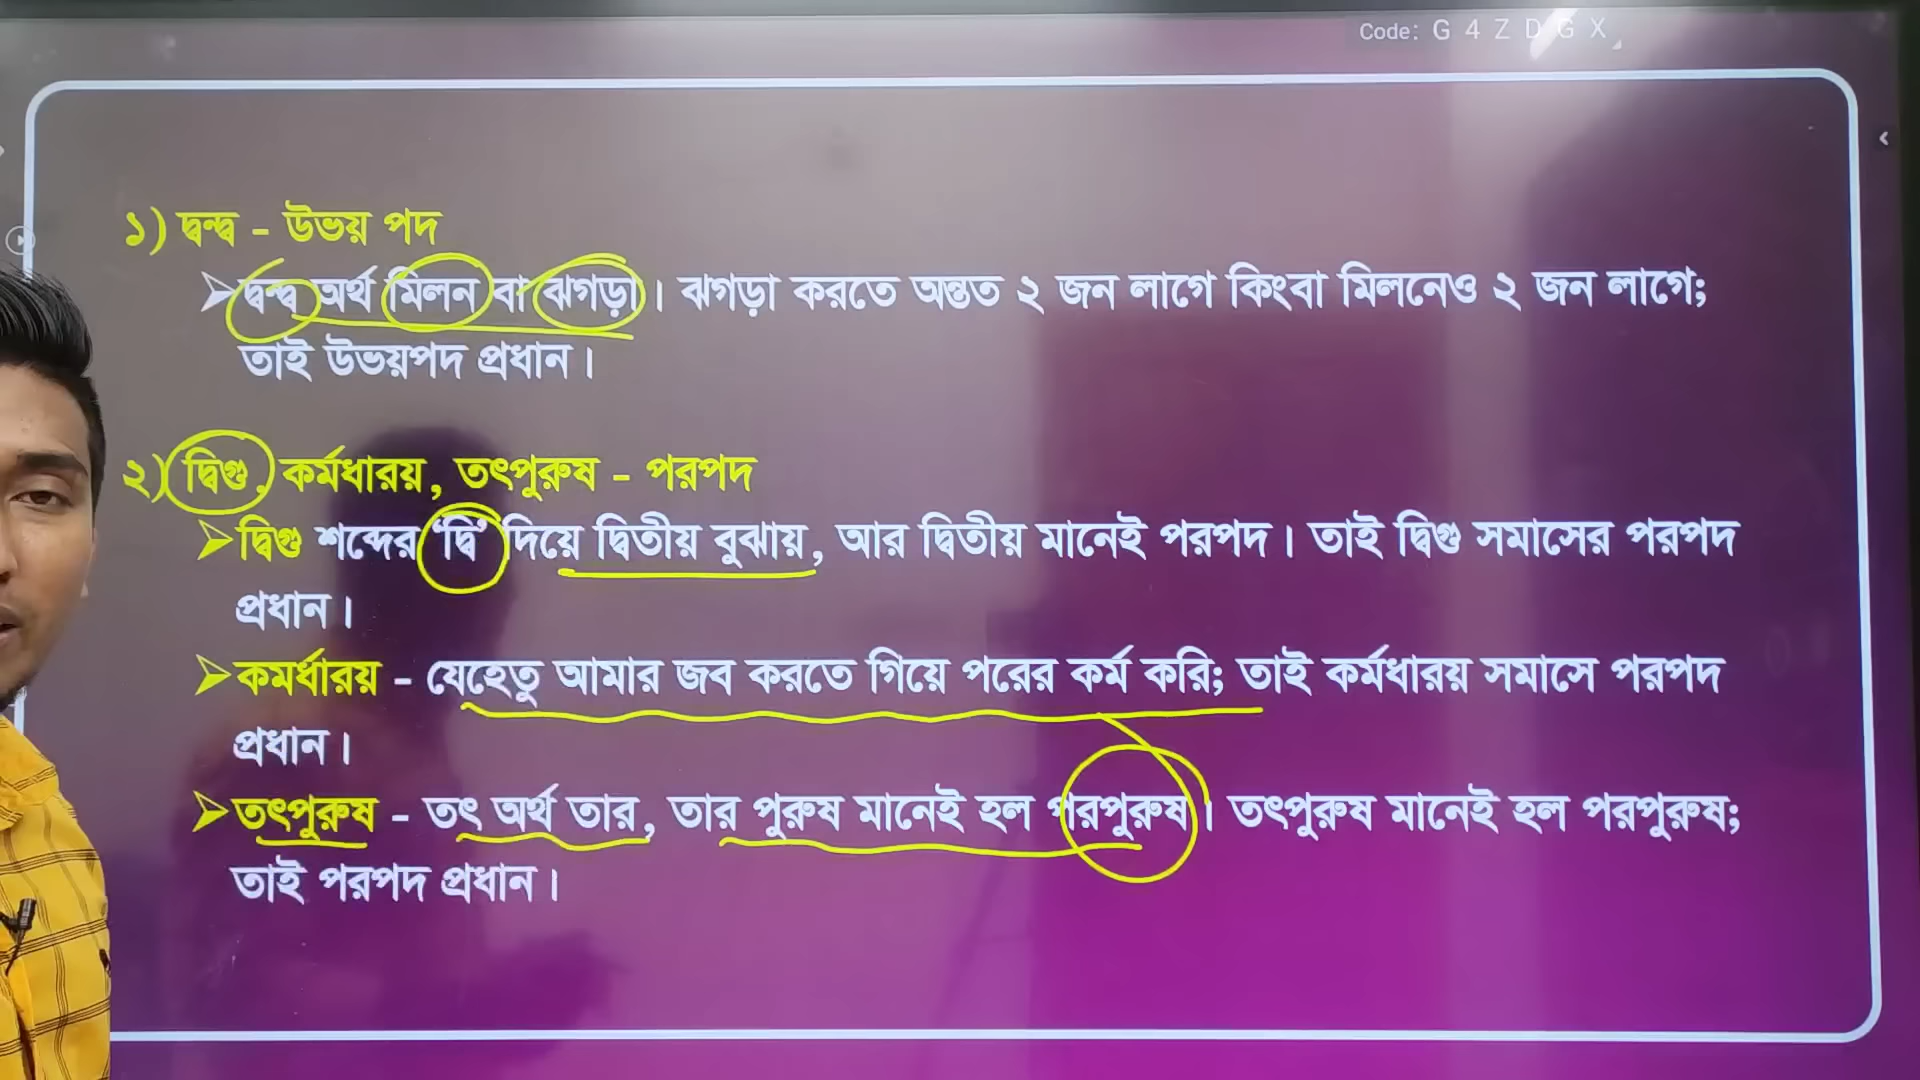 Code: G 4 Z D G X
১) দ্বন্দ্ব - উভয় পদ
দ্বন্দ্ব অর্থ মিলন বা ঝগড়া। ঝগড়া করতে অন্তত ২ জন লাগে কিংবা মিলনেও ২ জন লাগে;
তাই উভয়পদ প্রধান।
২) দ্বিগু, কর্মধারয়, তৎপুরুষ - পরপদ
দ্বিগু শব্দের ‘দ্বি’ দিয়ে দ্বিতীয় বুঝায়, আর দ্বিতীয় মানেই পরপদ। তাই দ্বিগু সমাসের পরপদ
প্রধান।
কমর্ধারয় - যেহেতু আমার জব করতে গিয়ে পরের কর্ম করি; তাই কর্মধারয় সমাসে পরপদ
প্রধান।
তৎপুরুষ - তৎ অর্থ তার, তার পুরুষ মানেই হল পরপুরুষ। তৎপুরুষ মানেই হল পরপুরুষ;
তাই পরপদ প্রধান।